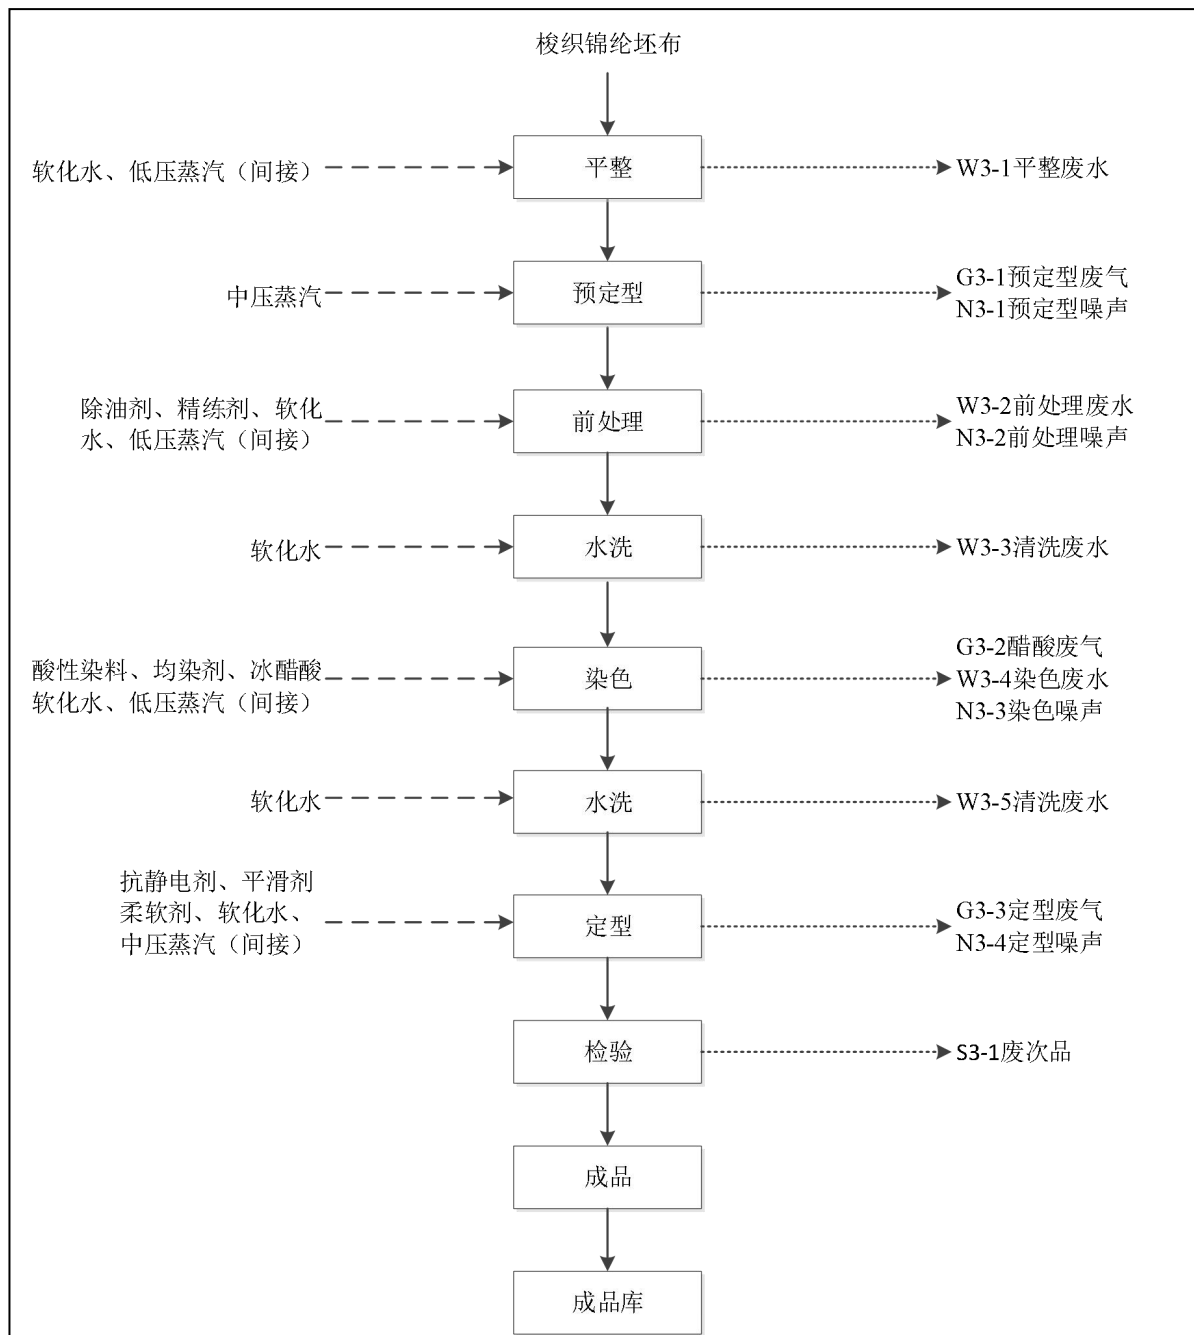 梭织锦纶坯布
软化水、低压蒸汽（间接）
平整
W3-1平整废水
中压蒸汽
预定型
G3-1预定型废气
N3-1预定型噪声
除油剂、精练剂、软化
水、低压蒸汽（间接）
前处理
W3-2前处理废水
N3-2前处理噪声
软化水
水洗
W3-3清洗废水
酸性染料、均染剂、冰醋酸
软化水、低压蒸汽（间接）
染色
G3-2醋酸废气
W3-4染色废水
N3-3染色噪声
软化水
水洗
W3-5清洗废水
抗静电剂、平滑剂
柔软剂、软化水、
中压蒸汽（间接）
定型
G3-3定型废气
N3-4定型噪声
检验
S3-1废次品
成品
成品库